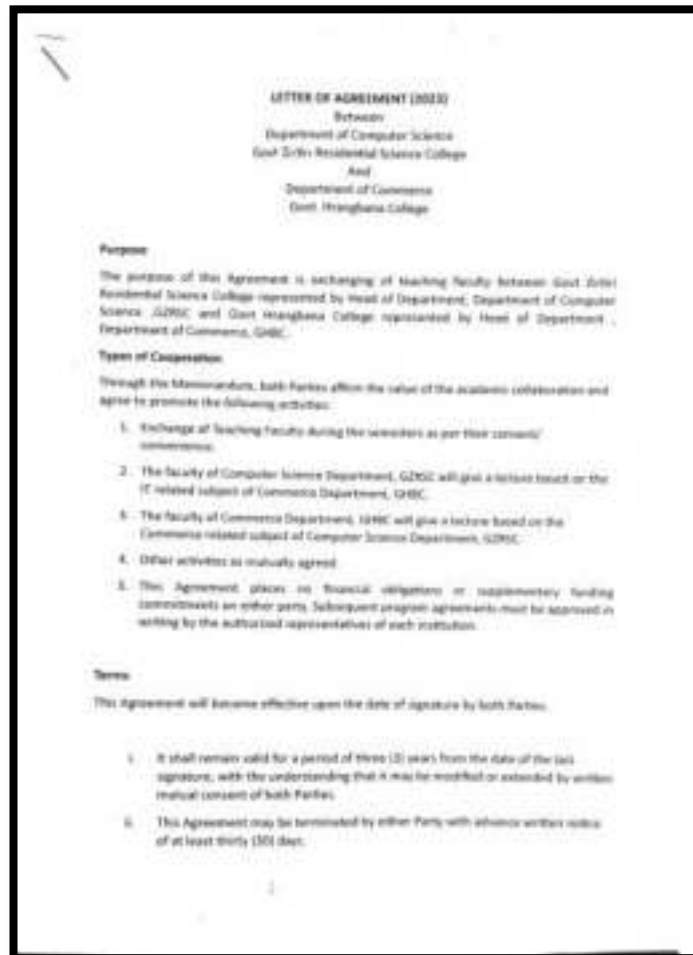 LETTER OF AGREEMENT (2023)
Between
Department of Computer Science
Govt Zirtiri Residential Science College
And
Department of Commerce
Govt. Hrangbana College
Purpose
The purpose of this Agreement is exchanging of teaching faculty between Govt Zirtiri
Residential Science College represented by Head of Department, Department of Computer
Science ,GZRSC and Govt Hrangbana College represented by Head of Department ,
Department of Commerce, GHBC.
Types of Cooperation
Through this Memorandum, both Parties affirm the value of the academic collaboration and
agree to promote the following activities:
1. Exchange of Teaching Faculty during the semesters as per their convenience.
2. The faculty of Computer Science Department, GZRSC will give a lecture based on the
IT related subject of Commerce Department, GHBC.
3. The faculty of Commerce Department, GHBC will give a lecture based on the
Commerce related subject of Computer Science Department, GZRSC.
4. Other activities as mutually agreed.
5. This Agreement places no financial obligations or supplementary funding
commitments on either party. Subsequent program agreements must be approved in
writing by the authorized representatives of each institution.
Terms
This Agreement will become effective upon the date of signature by both Parties.
i. It shall remain valid for a period of three (3) years from the date of the last
signature, with the understanding that it may be modified or extended by written
mutual consent of both Parties.
ii. This Agreement may be terminated by either Party with advance written notice
of at least thirty (30) days.